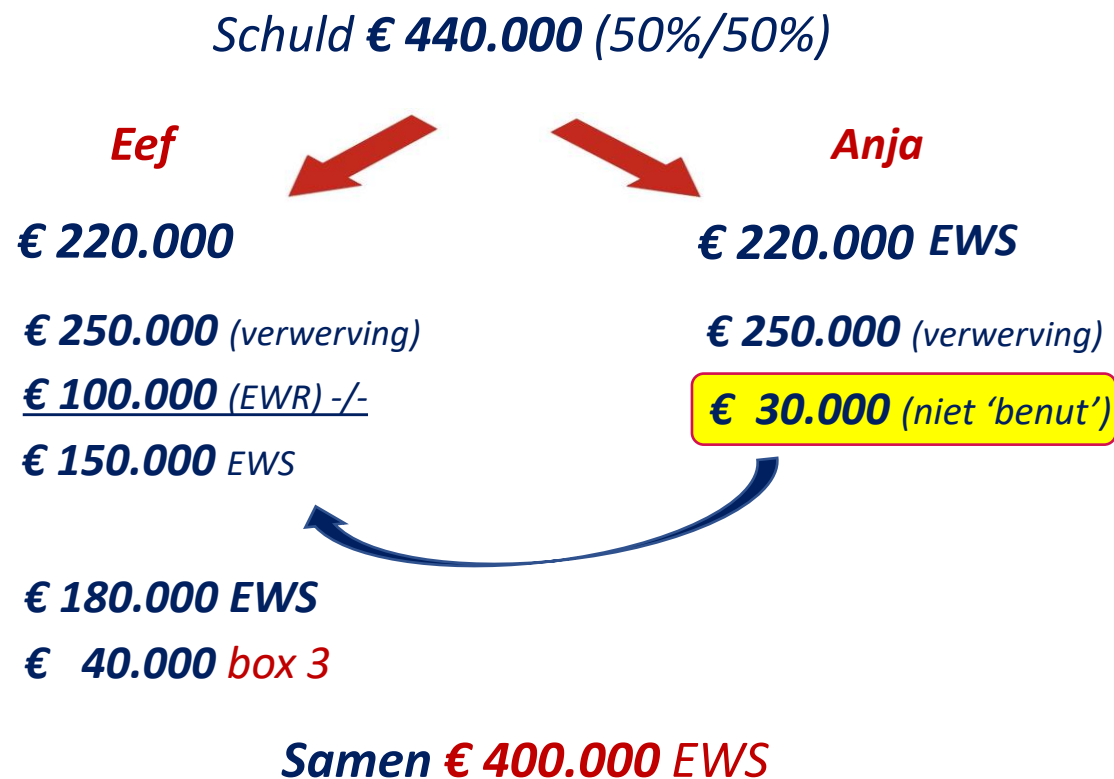 Schuld € 440.000 (50%/50%)
Eef
Anja
€ 220.000
€ 220.000 EWS
€ 250.000 (verwerving)
€ 250.000 (verwerving)
€ 100.000 (EWR) -/-
€ 30.000 (niet ‘benut’)
€ 150.000 EWS
€ 180.000 EWS
€ 40.000 box 3
Samen € 400.000 EWS